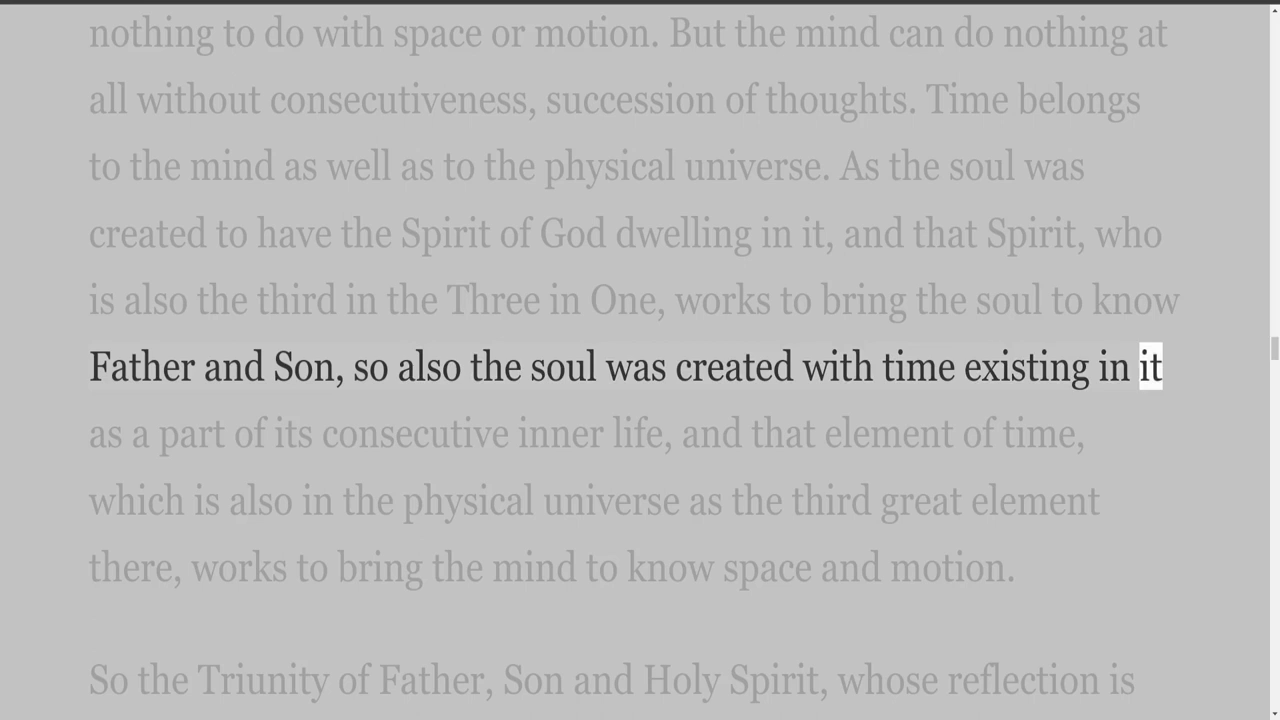 nothing to do with space or motion. But the mind can do nothing at
all without consecutiveness, succession of thoughts. Time belongs
to the mind as well as to the physical universe. As the soul was
created to have the Spirit of God dwelling in it, and that Spirit, who
is also the third in the Three in One, works to bring the soul to know
Father and Son, so also the soul was created with time existing in it
as a part of its consecutive inner life, and that element of time,
which is also in the physical universe as the third great element
there, works to bring the mind to know space and motion.
So the Triunity of Father, Son and Holy Spirit, whose reflection is